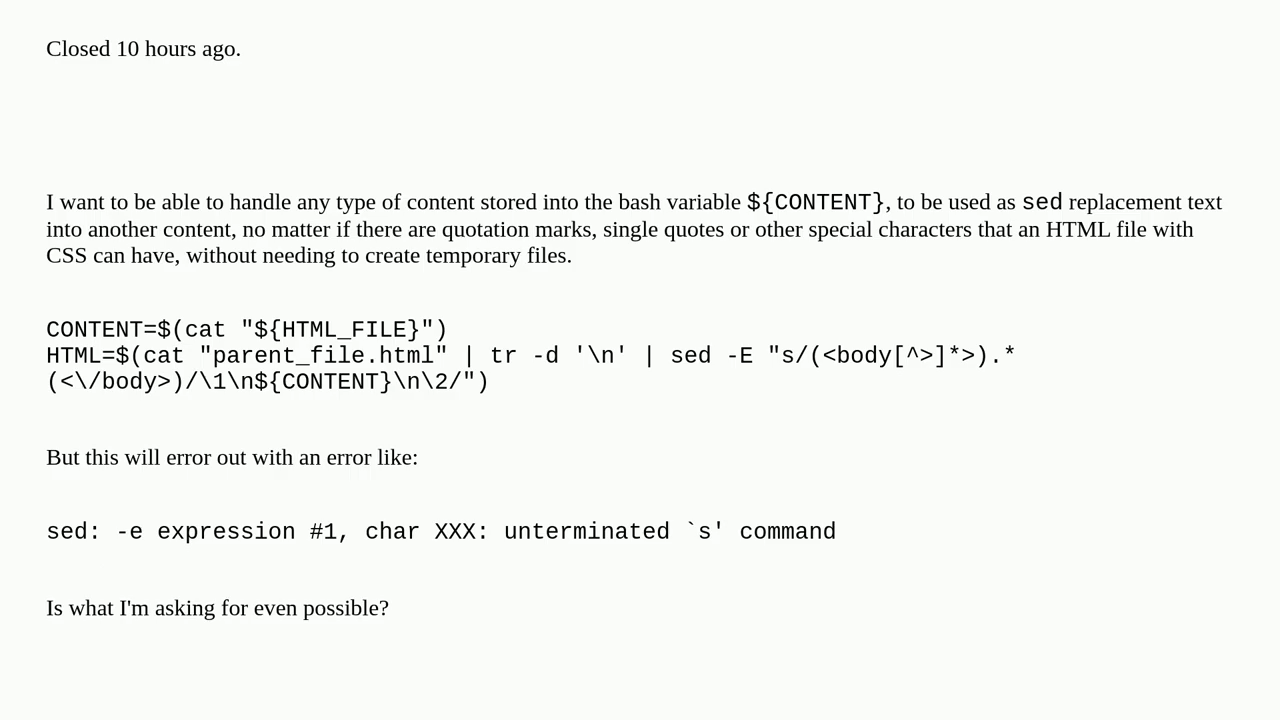 Closed 10 hours ago.
I want to be able to handle any type of content stored into the bash variable ${CONTENT}, to be used as sed replacement text
into another content, no matter if there are quotation marks, single quotes or other special characters that an HTML file with
CSS can have, without needing to create temporary files.
CONTENT=$(cat "${HTML_FILE}")
HTML=$(cat "parent_file.html" | tr -d '\n' | sed -E "s/(<body[^>]*>).*
(<\/body>)/\1\n${CONTENT}\n\2/")
But this will error out with an error like:
sed: -e expression #1, char XXX: unterminated `s' command
Is what I'm asking for even possible?